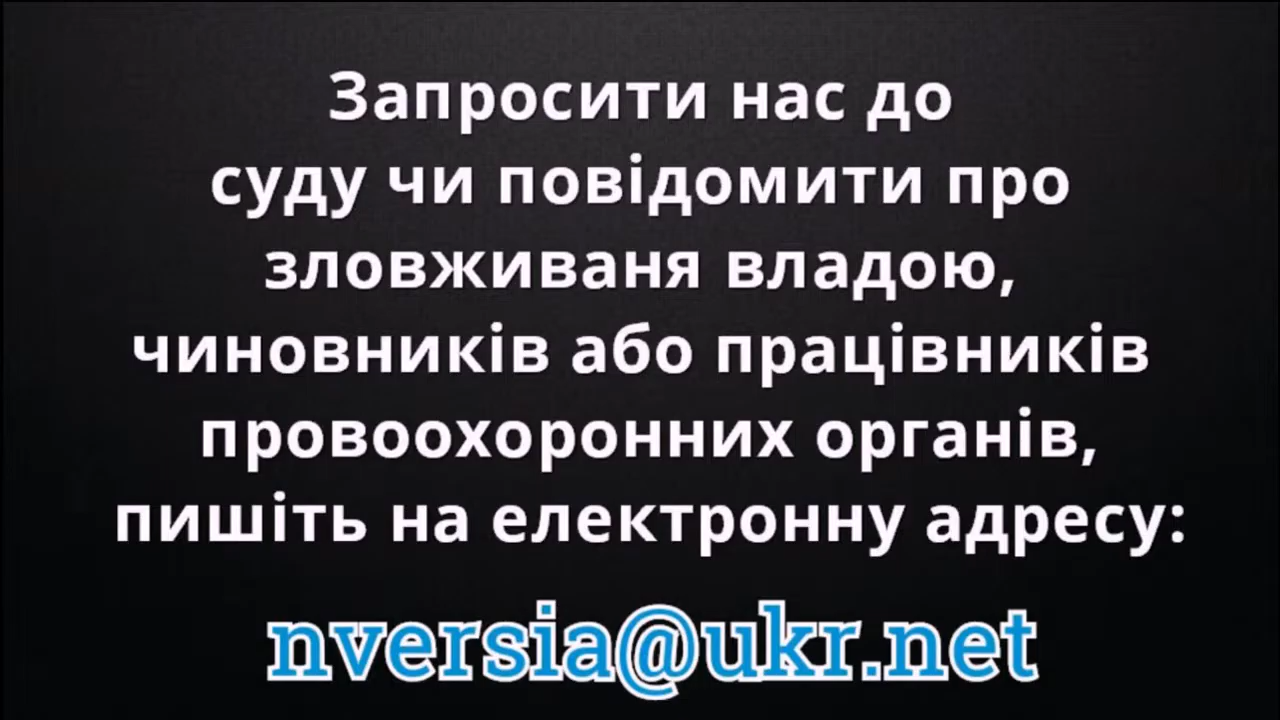 Запросити нас до
суду чи повідомити про
зловживаня владою,
чиновників або працівників
провоохоронних органів,
пишіть на електронну адресу:
nversia@ukr.net